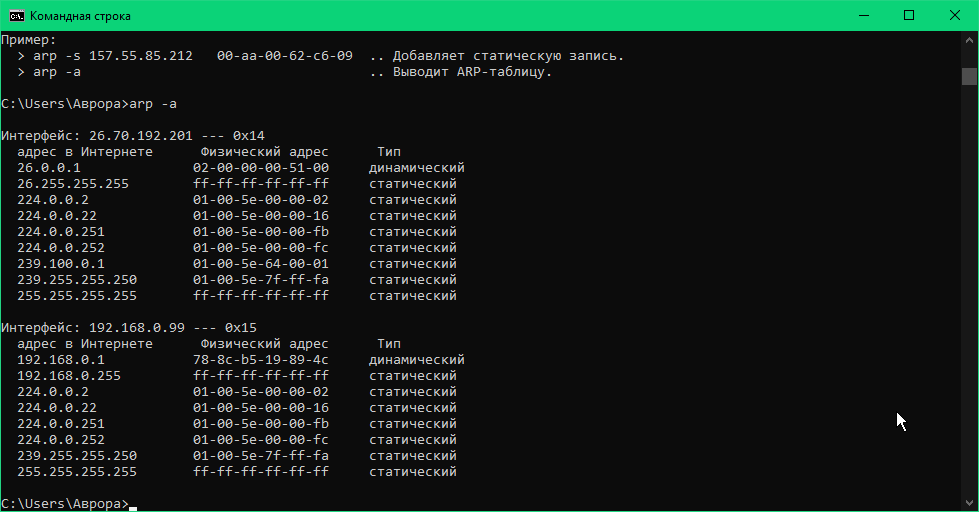 Командная строка
Пример:
> arp -s 157.55.85.212   00-aa-00-62-c6-09  .. Добавляет статическую запись.
> arp -a                                    .. Выводит ARP-таблицу.
C:\Users\Аврора>arp -a
Интерфейс: 26.70.192.201 --- 0x14
адрес в Интернете      Физический адрес      Тип
26.0.0.1              02-00-00-00-51-00     динамический
26.255.255.255        ff-ff-ff-ff-ff-ff     статический
224.0.0.2             01-00-5e-00-00-02     статический
224.0.0.22            01-00-5e-00-00-16     статический
224.0.0.251           01-00-5e-00-00-fb     статический
224.0.0.252           01-00-5e-00-00-fc     статический
239.100.0.1           01-00-5e-64-00-01     статический
239.255.255.250       01-00-5e-7f-ff-fa     статический
255.255.255.255       ff-ff-ff-ff-ff-ff     статический
Интерфейс: 192.168.0.99 --- 0x15
адрес в Интернете      Физический адрес      Тип
192.168.0.1           78-8c-b5-19-89-4c     динамический
192.168.0.255         ff-ff-ff-ff-ff-ff     статический
224.0.0.2             01-00-5e-00-00-02     статический
224.0.0.22            01-00-5e-00-00-16     статический
224.0.0.251           01-00-5e-00-00-fb     статический
224.0.0.252           01-00-5e-00-00-fc     статический
239.255.255.250       01-00-5e-7f-ff-fa     статический
255.255.255.255       ff-ff-ff-ff-ff-ff     статический
C:\Users\Аврора>